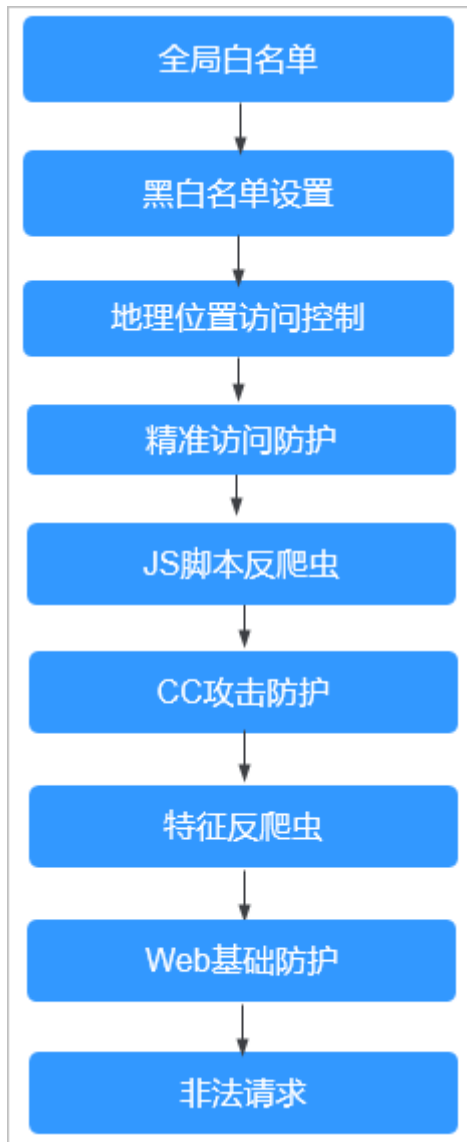 全局白名单
黑白名单设置
地理位置访问控制
精准访问防护
JS脚本反爬虫
CC攻击防护
特征反爬虫
Web基础防护
非法请求